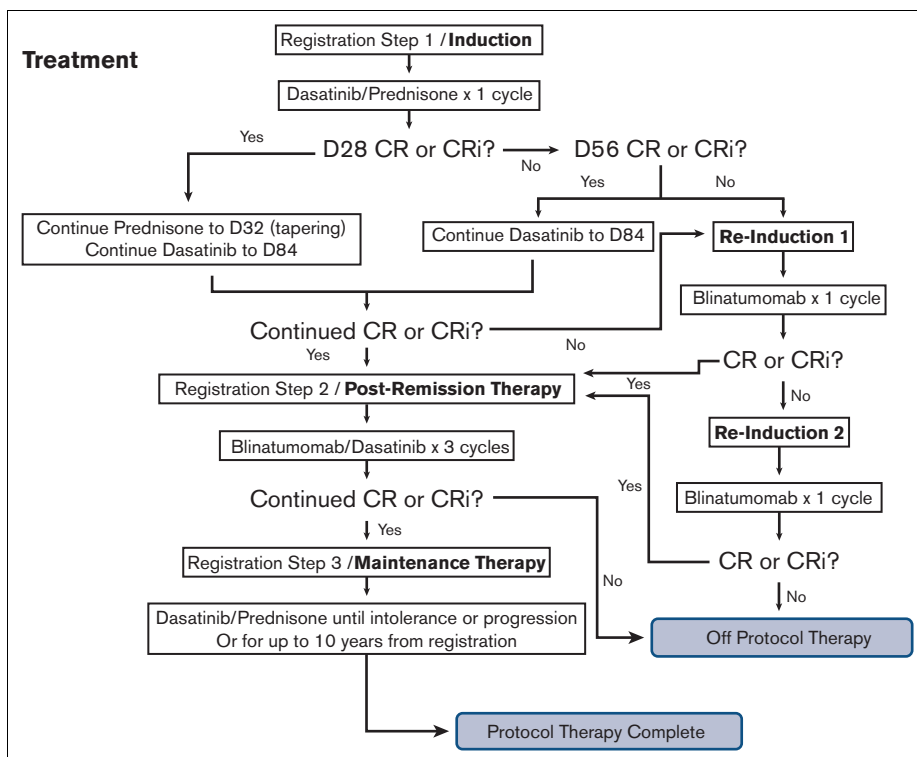 Treatment
Registration Step 1 / Induction
Dasatinib/Prednisone x 1 cycle
Yes
D28 CR or CRi?
No
D56 CR or CRi?
Yes
No
Continue Prednisone to D32 (tapering)
Continue Dasatinib to D84
Continue Dasatinib to D84
Re-Induction 1
Blinatumomab x 1 cycle
Continued CR or CRi?
No
Yes
CR or CRi?
Yes
No
Registration Step 2 / Post-Remission Therapy
Re-Induction 2
Blinatumomab/Dasatinib x 3 cycles
Blinatumomab x 1 cycle
Yes
Continued CR or CRi?
Yes
No
CR or CRi?
No
Registration Step 3 / Maintenance Therapy
Dasatinib/Prednisone until intolerance or progression
Or for up to 10 years from registration
Off Protocol Therapy
Protocol Therapy Complete